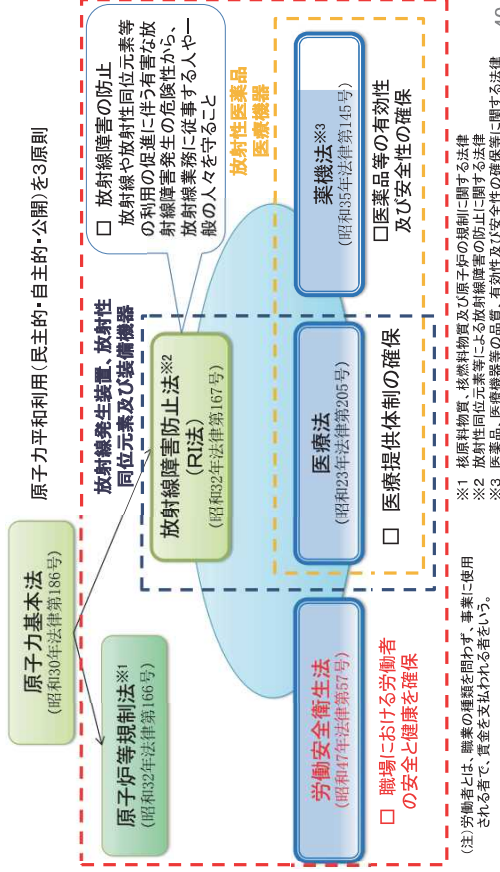 原子力基本法
(昭和30年法律第186号)
原子力平和利用(民主的・自主的・公開)を3原則
原子炉等規制法※1
(昭和32年法律第166号)
放射線発生装置、放射性
同位元素及び装備機器
放射線障害防止法※2
(RI法)
(昭和32年法律第167号)
□ 放射線障害の防止
放射線や放射性同位元素等
の利用の促進に伴う有害な放
射線障害発生の危険性から、
放射線業務に従事する人や一
般の人々を守ること
放射性医薬品
医療機器
労働安全衛生法
(昭和47年法律第57号)
□ 職場における労働者
の安全と健康を確保
医療法
(昭和23年法律第205号)
□ 医療提供体制の確保
薬機法※3
(昭和35年法律第145号)
□医薬品等の有効性
及び安全性の確保
(注)労働者とは、職業の種類を問わず、事業に使用
される者で、賃金を支払われる者をいう。
※1 核原料物質、核燃料物質及び原子炉の規制に関する法律
※2 放射性同位元素等による放射線障害の防止に関する法律
※3 医薬品、医療機器等の品質、有効性及び安全性の確保等に関する法律